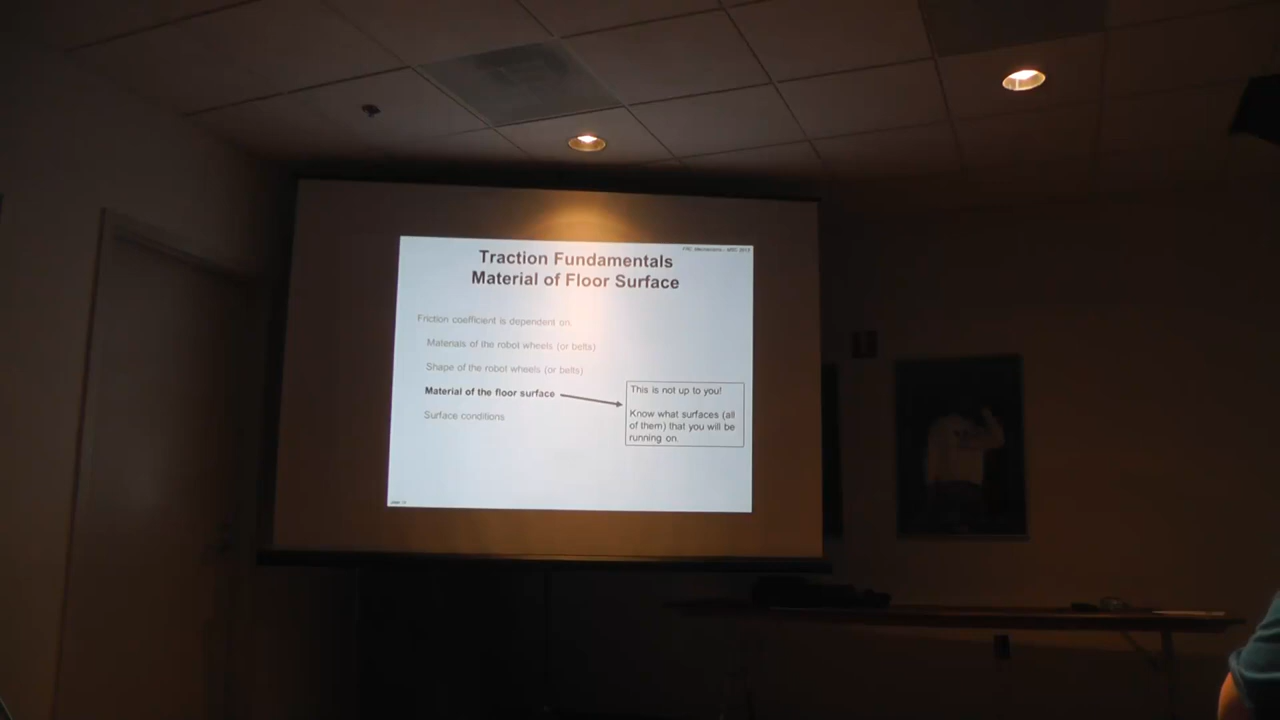 Traction Fundamentals
Material of Floor Surface
Friction coefficient is dependent on:
Materials of the robot wheels (or belts)
Shape of the robot wheels (or belts)
Material of the floor surface
Surface conditions
This is not up to you!
Know what surfaces (all
of them) that you will be
running on.